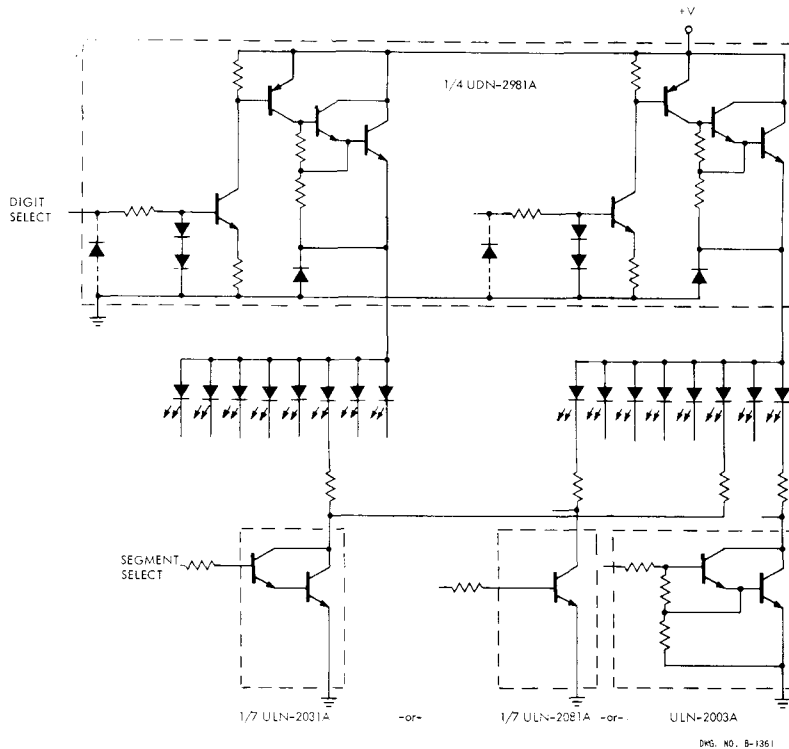 +V
1/4 UDN-2981A
DIGIT
SELECT
SEGMENT
SELECT
1/7 ULN-2031A
-or-
1/7 ULN-2081A
-or-
ULN-2003A
DWG. NO. B-1361